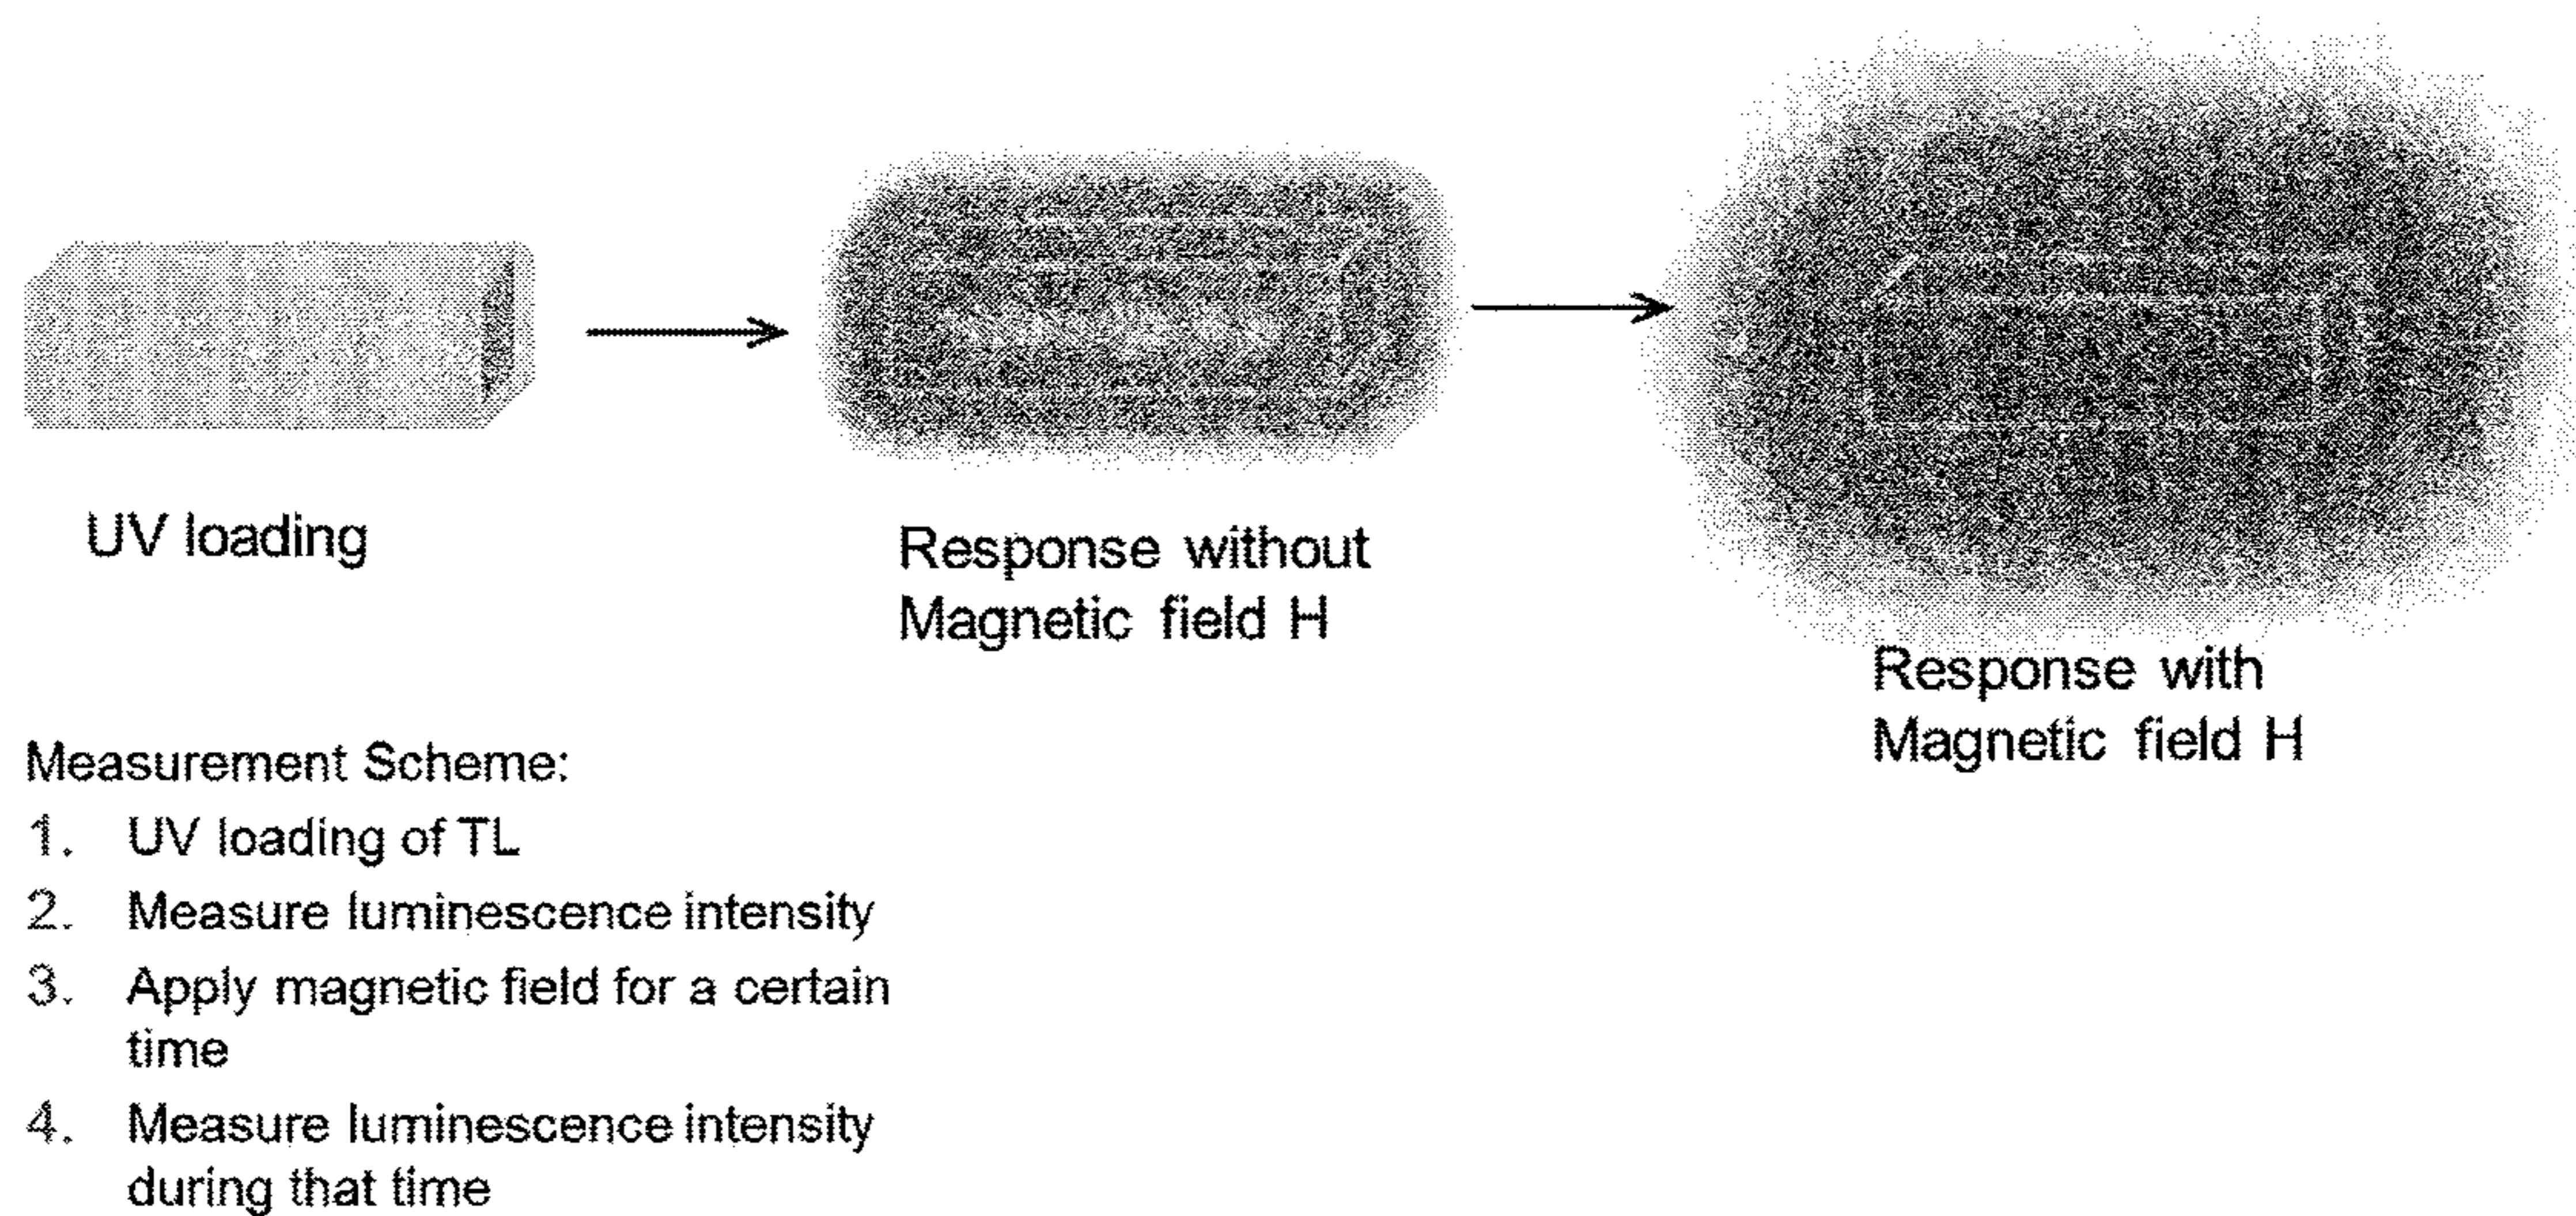 UV loading
Response without
Magnetic field H
Response with
Magnetic field H
Measurement Scheme:
1. UV loading of TL
2. Measure luminescence intensity
3. Apply magnetic field for a certain
time
4. Measure luminescence intensity
during that time